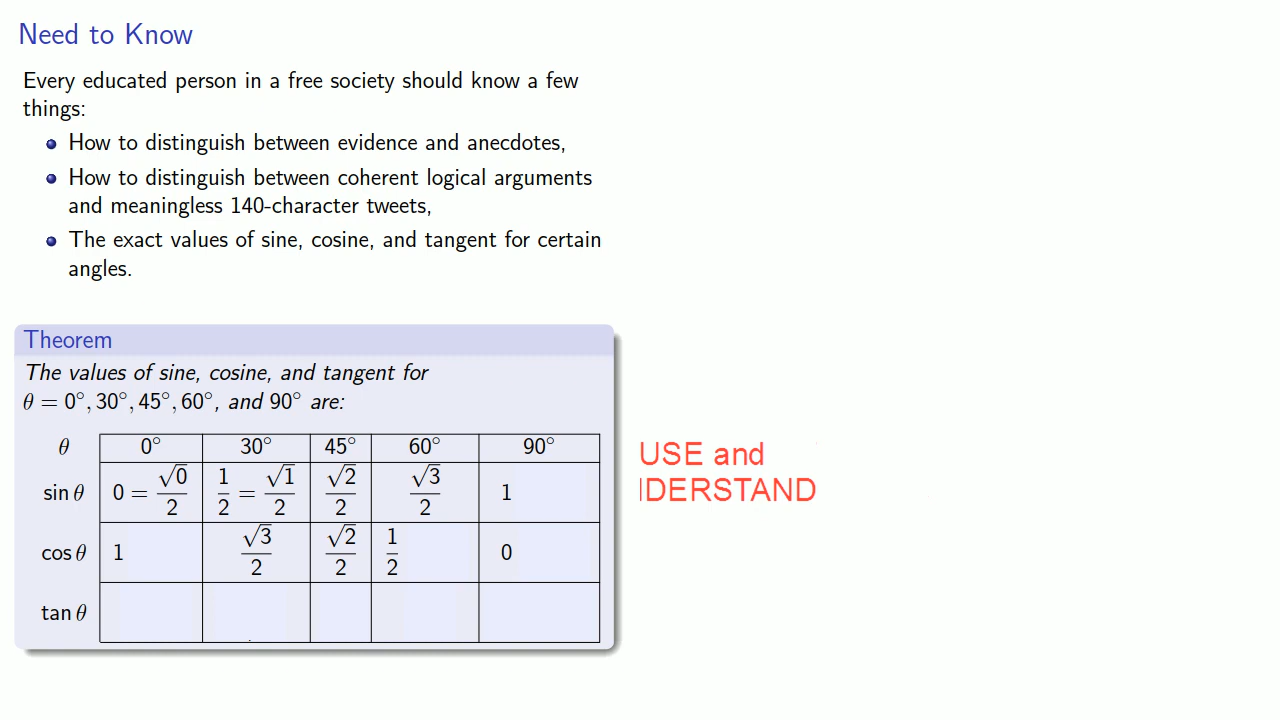 Need to Know
Every educated person in a free society should know a few
things:
How to distinguish between evidence and anecdotes,
How to distinguish between coherent logical arguments
and meaningless 140-character tweets,
The exact values of sine, cosine, and tangent for certain
angles.
Theorem
The values of sine, cosine, and tangent for
θ = 0°, 30°, 45°, 60°, and 90° are:
θ 0° 30° 45° 60° 90°
sin θ 0 = √0/2 1/2 = √1/2 √2/2 √3/2 1
cos θ 1 √3/2 √2/2 1/2 0
tan θ
USE and
DERSTAND